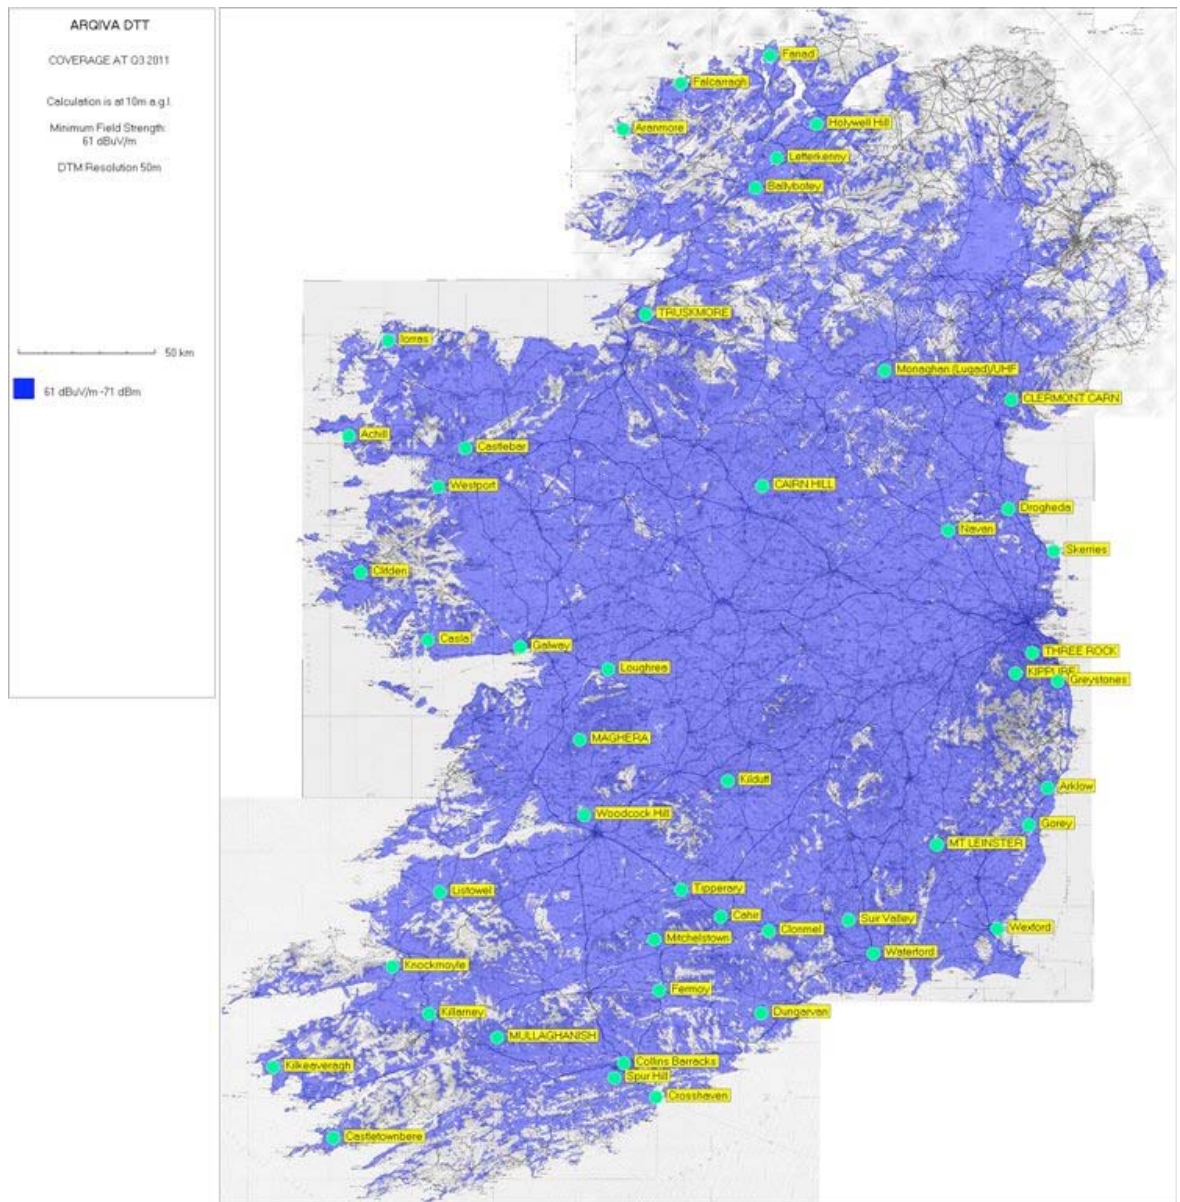 ARQIVA DTT
COVERAGE AT Q3 2011
Calculation is at 10m a.g.l.
Minimum Field Strength:
61 dBuV/m
DTM Resolution 50m
50 km
61 dBuV/m -71 dBm
Fanad
Falcarragh
Aranmore
Holywell Hill
Letterkenny
Ballybofey
TRUSKMORE
Iorras
Monaghan (Lugad)/UHF
CLERMONT CARN
Achill
Castlebar
Westport
CAIRN HILL
Drogheda
Navan
Skerries
Clifden
Casla
Galway
THREE ROCK
Loughrea
KIPPURE
Greystones
MAGHERA
Kilduff
Arklow
Woodcock Hill
Gorey
MT LEINSTER
Listowel
Tipperary
Cahir
Suir Valley
Clonmel
Wexford
Mitchelstown
Waterford
Knockmoyle
Fermoy
Killarney
Dungarvan
MULLAGHANISH
Collins Barracks
Kilkeaveragh
Spur Hill
Crosshaven
Castletownbere